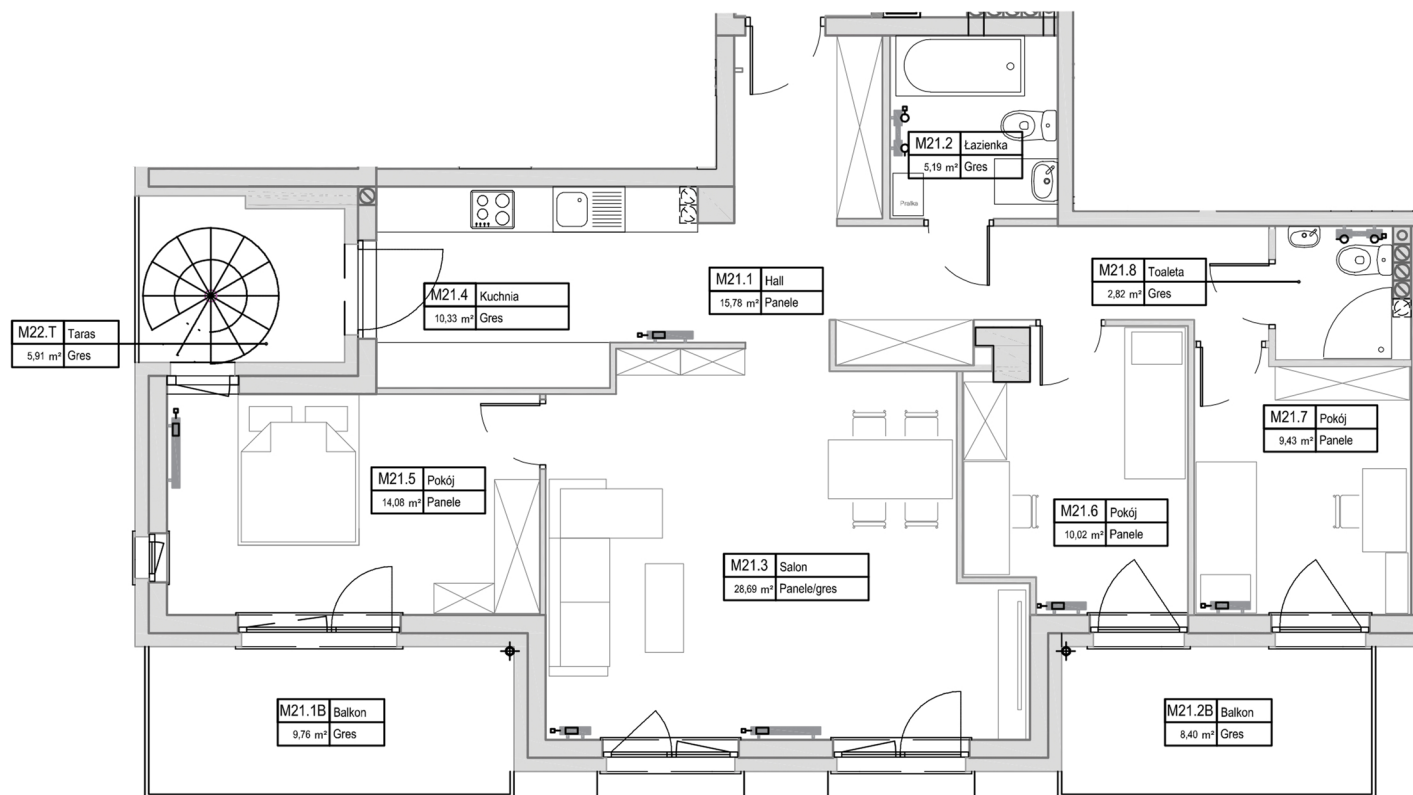 M21.2 Łazienka
5,19 m² Gres
Pralka
M21.1 Hall
15,78 m² Panele
M21.8 Toaleta
2,82 m² Gres
M21.4 Kuchnia
10,33 m² Gres
M22.T Taras
5,91 m² Gres
M21.7 Pokój
9,43 m² Panele
M21.5 Pokój
14,08 m² Panele
M21.6 Pokój
10,02 m² Panele
M21.3 Salon
28,69 m² Panele/gres
M21.1B Balkon
9,76 m² Gres
M21.2B Balkon
8,40 m² Gres